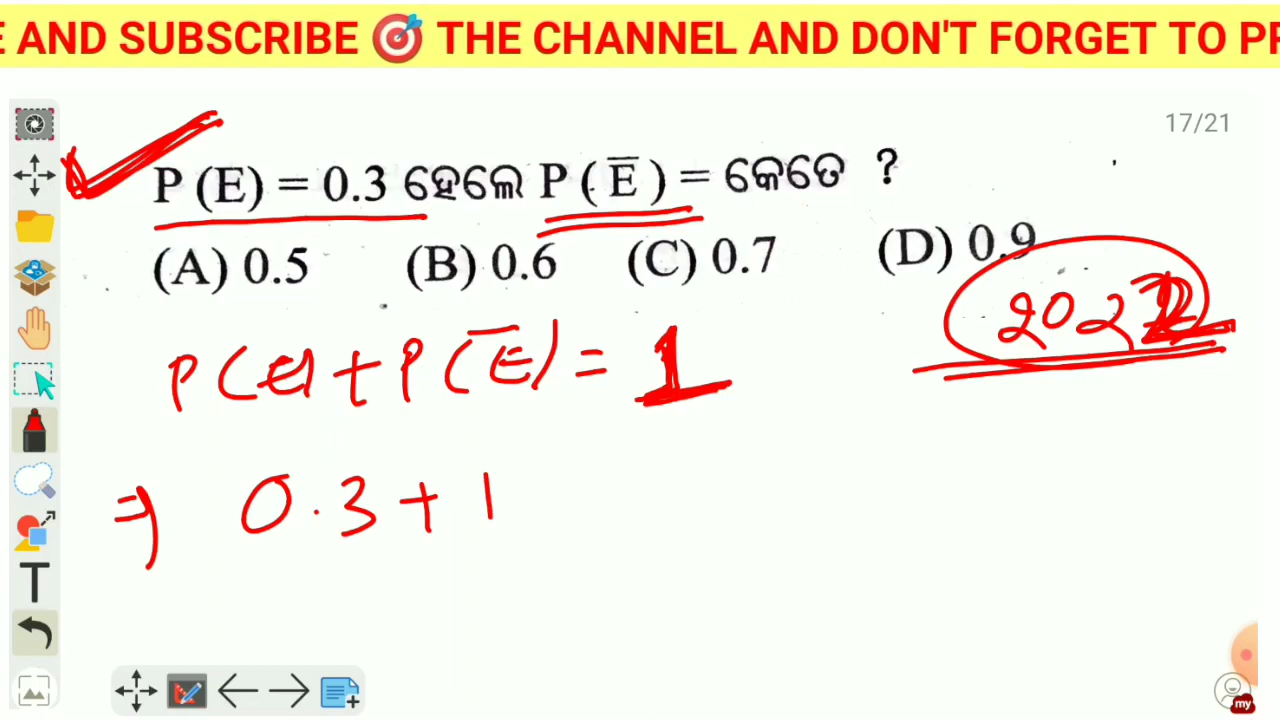 E AND SUBSCRIBE 🎯 THE CHANNEL AND DON'T FORGET TO PR
17/21
P (E) = 0.3 ହେଲେ P ( E̅ ) = କେତେ ?
(A) 0.5 (B) 0.6 (C) 0.7 (D) 0.9
2022
P(E) + P(E̅) = 1
⇒ 0.3 + 1
T
my